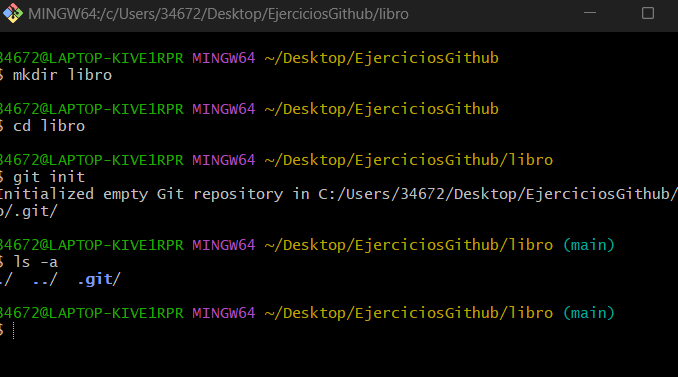 MINGW64:/c/Users/34672/Desktop/EjerciciosGithub/libro
34672@LAPTOP-KIVE1RPR MINGW64 ~/Desktop/EjerciciosGithub
$ mkdir libro
34672@LAPTOP-KIVE1RPR MINGW64 ~/Desktop/EjerciciosGithub
$ cd libro
34672@LAPTOP-KIVE1RPR MINGW64 ~/Desktop/EjerciciosGithub/libro
$ git init
Initialized empty Git repository in C:/Users/34672/Desktop/EjerciciosGithub/
o/.git/
34672@LAPTOP-KIVE1RPR MINGW64 ~/Desktop/EjerciciosGithub/libro (main)
$ ls -a
./ ../ .git/
34672@LAPTOP-KIVE1RPR MINGW64 ~/Desktop/EjerciciosGithub/libro (main)
$